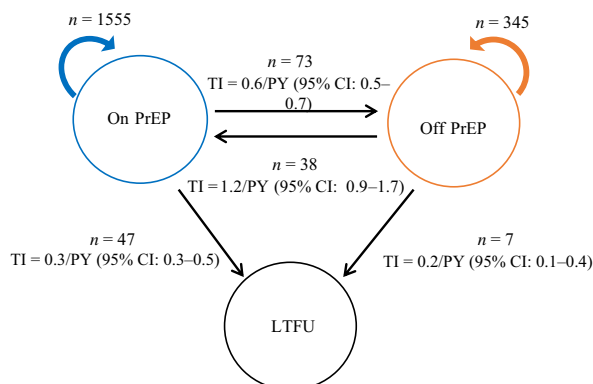 n = 1555
n = 345
n = 73
TI = 0.6/PY (95% CI: 0.5–
0.7)
On PrEP
Off PrEP
n = 38
TI = 1.2/PY (95% CI:  0.9–1.7)
n = 47
TI = 0.3/PY (95% CI: 0.3–0.5)
n = 7
TI = 0.2/PY (95% CI: 0.1–0.4)
LTFU